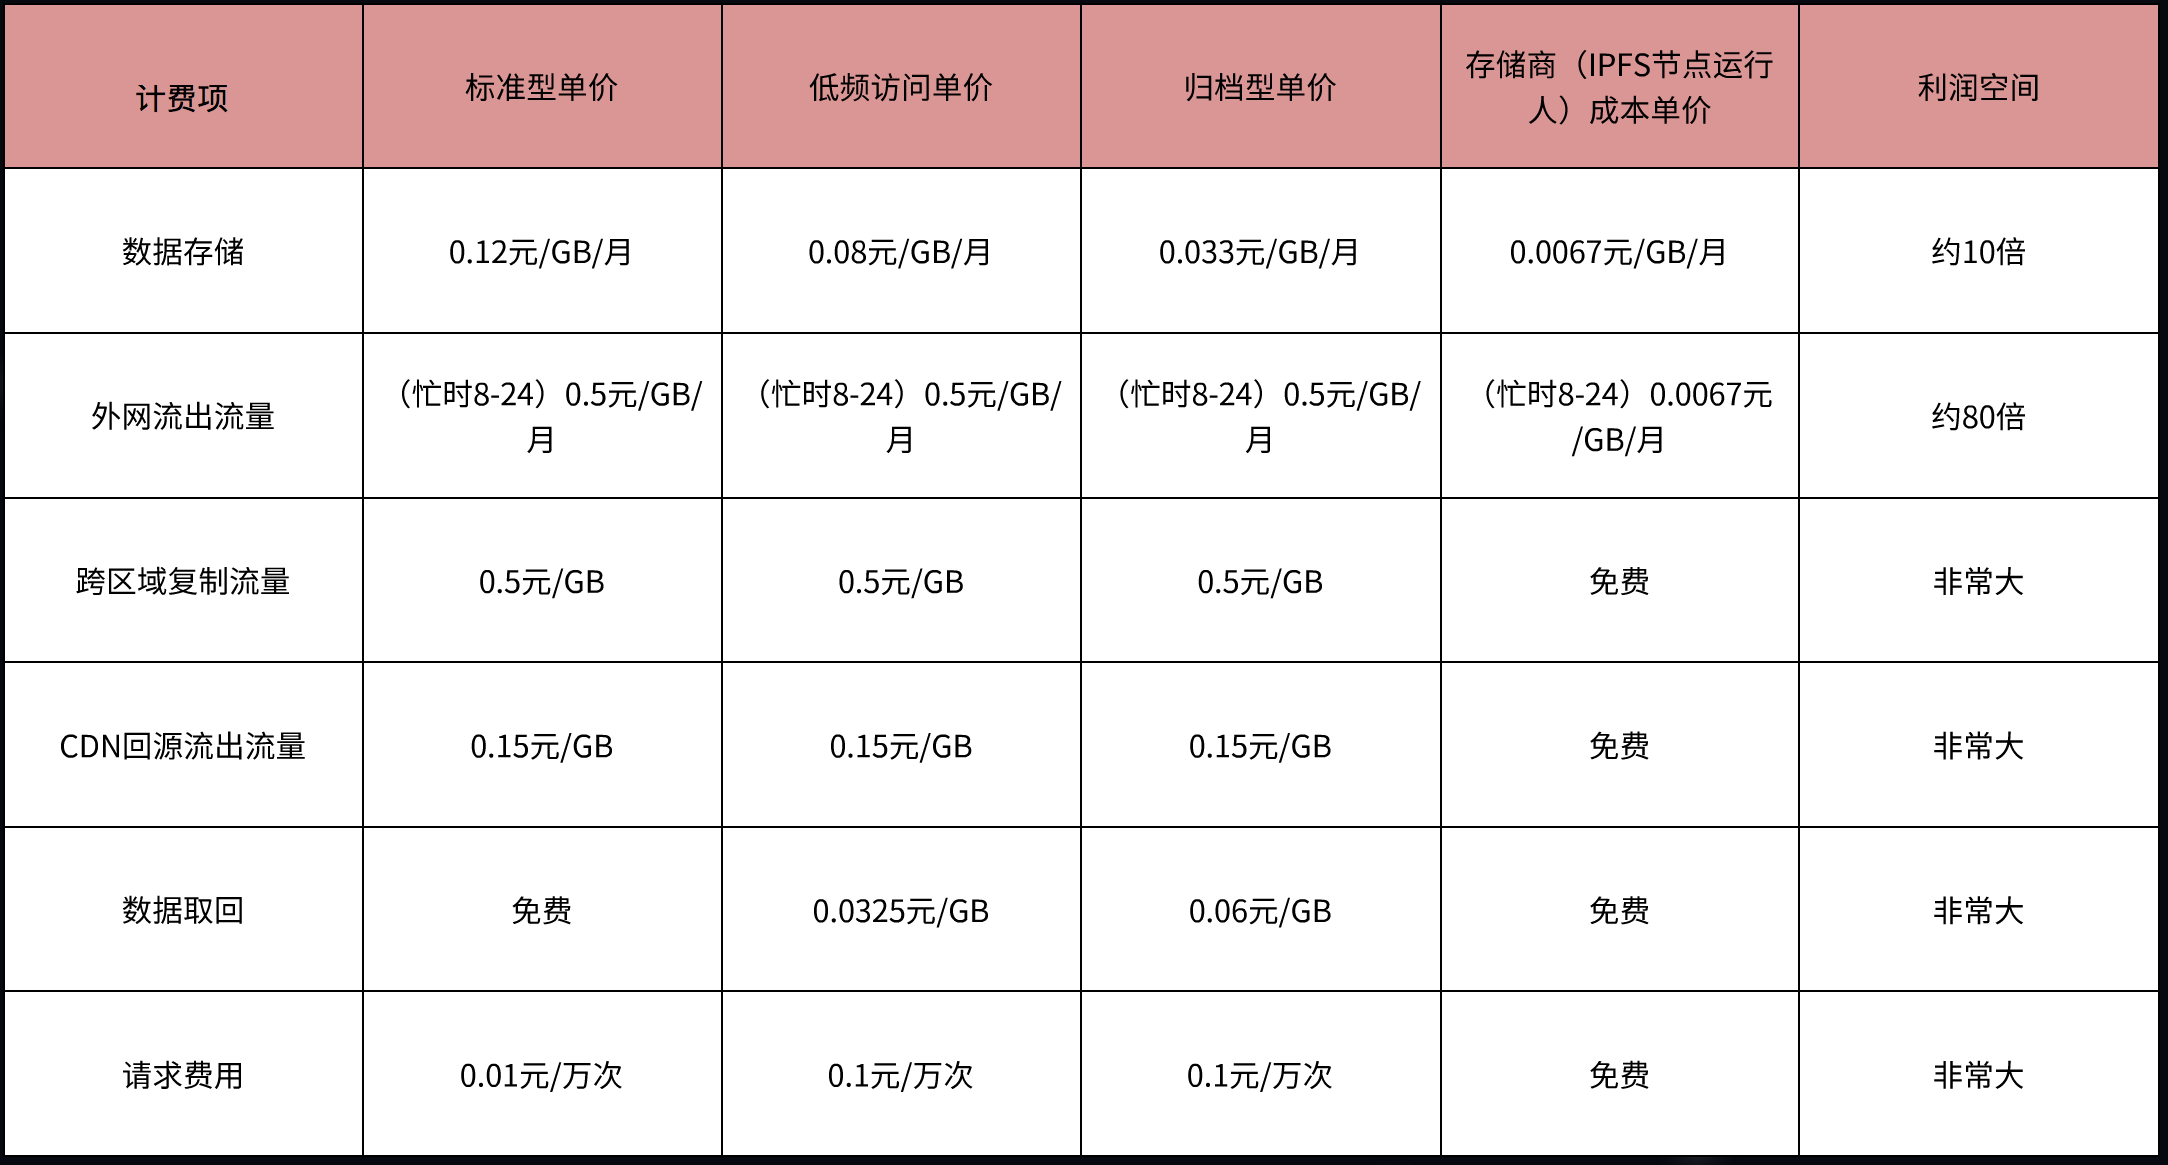 计费项
标准型单价
低频访问单价
归档型单价
存储商（IPFS节点运行
人）成本单价
利润空间
数据存储
0.12元/GB/月
0.08元/GB/月
0.033元/GB/月
0.0067元/GB/月
约10倍
外网流出流量
（忙时8-24）0.5元/GB/
月
（忙时8-24）0.5元/GB/
月
（忙时8-24）0.5元/GB/
月
（忙时8-24）0.0067元
/GB/月
约80倍
跨区域复制流量
0.5元/GB
0.5元/GB
0.5元/GB
免费
非常大
CDN回源流出流量
0.15元/GB
0.15元/GB
0.15元/GB
免费
非常大
数据取回
免费
0.0325元/GB
0.06元/GB
免费
非常大
请求费用
0.01元/万次
0.1元/万次
0.1元/万次
免费
非常大